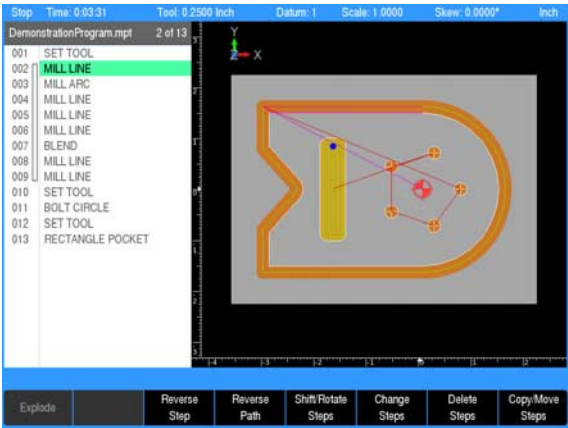 Stop Time: 0:03:31 Tool: 0.2500 Inch Datum: 1 Scale: 1.0000 Skew: 0.0000° Inch
DemonstrationProgram.mpt 2 of 13
001 SET TOOL
002 MILL LINE
003 MILL ARC
004 MILL LINE
005 MILL LINE
006 MILL LINE
007 BLEND
008 MILL LINE
009 MILL LINE
010 SET TOOL
011 BOLT CIRCLE
012 SET TOOL
013 RECTANGLE POCKET
Y
Z X
Explode
Reverse Step
Reverse Path
Shift/Rotate Steps
Change Steps
Delete Steps
Copy/Move Steps